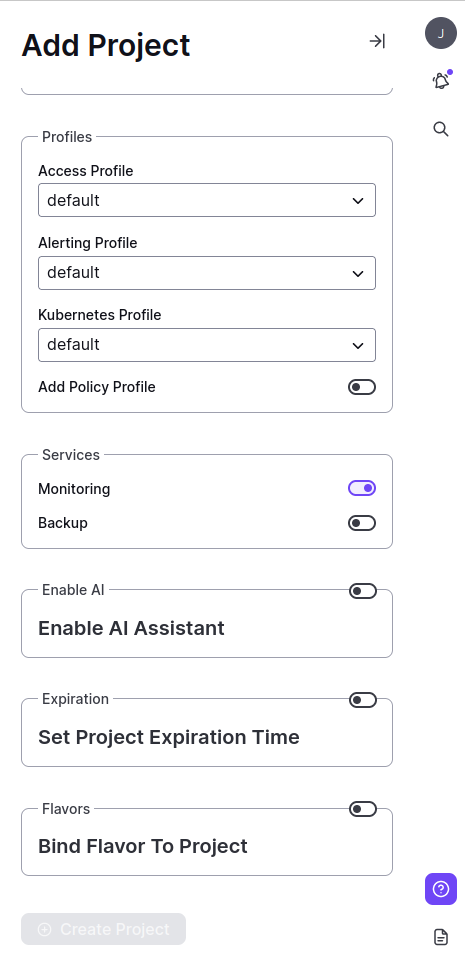 Add Project
J
Profiles
Access Profile
default
Alerting Profile
default
Kubernetes Profile
default
Add Policy Profile
Services
Monitoring
Backup
Enable AI
Enable AI Assistant
Expiration
Set Project Expiration Time
Flavors
Bind Flavor To Project
Create Project